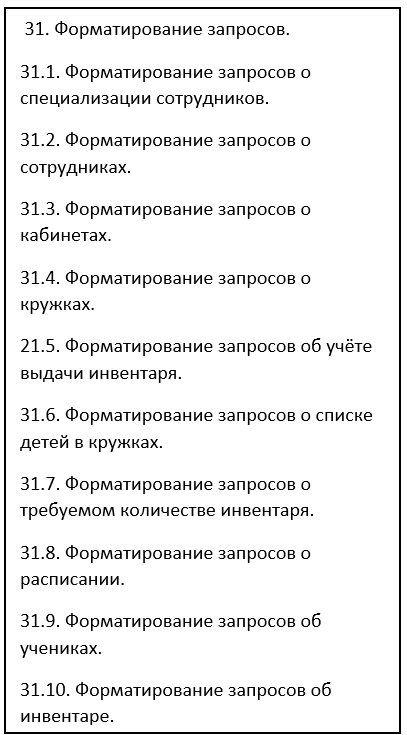 31. Форматирование запросов.
31.1. Форматирование запросов о
специализации сотрудников.
31.2. Форматирование запросов о
сотрудниках.
31.3. Форматирование запросов о
кабинетах.
31.4. Форматирование запросов о
кружках.
21.5. Форматирование запросов об учёте
выдачи инвентаря.
31.6. Форматирование запросов о списке
детей в кружках.
31.7. Форматирование запросов о
требуемом количестве инвентаря.
31.8. Форматирование запросов о
расписании.
31.9. Форматирование запросов об
учениках.
31.10. Форматирование запросов об
инвентаре.